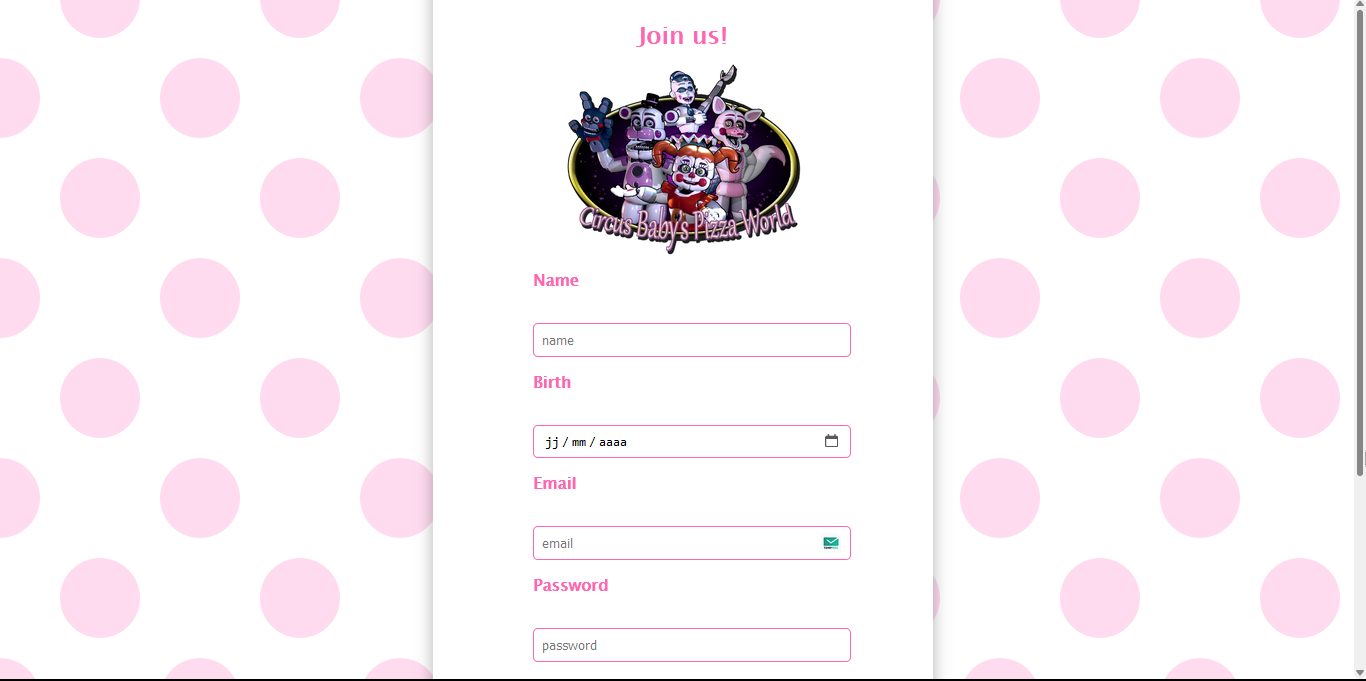 Join us!
Circus Baby's Pizza World
Name
name
Birth
jj / mm / aaaa
Email
email
Password
password